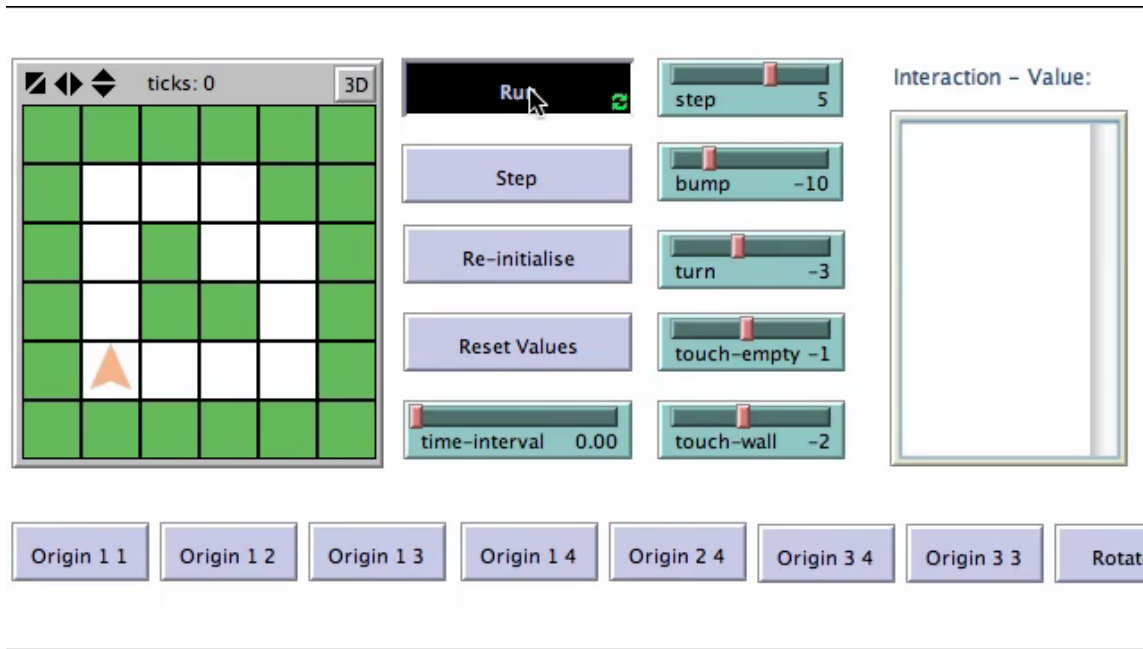 ticks: 0
3D
Run
step 5
Interaction – Value:
Step
bump –10
Re–initialise
turn –3
Reset Values
touch–empty –1
time–interval 0.00
touch–wall –2
Origin 1 1
Origin 1 2
Origin 1 3
Origin 1 4
Origin 2 4
Origin 3 4
Origin 3 3
Rotat